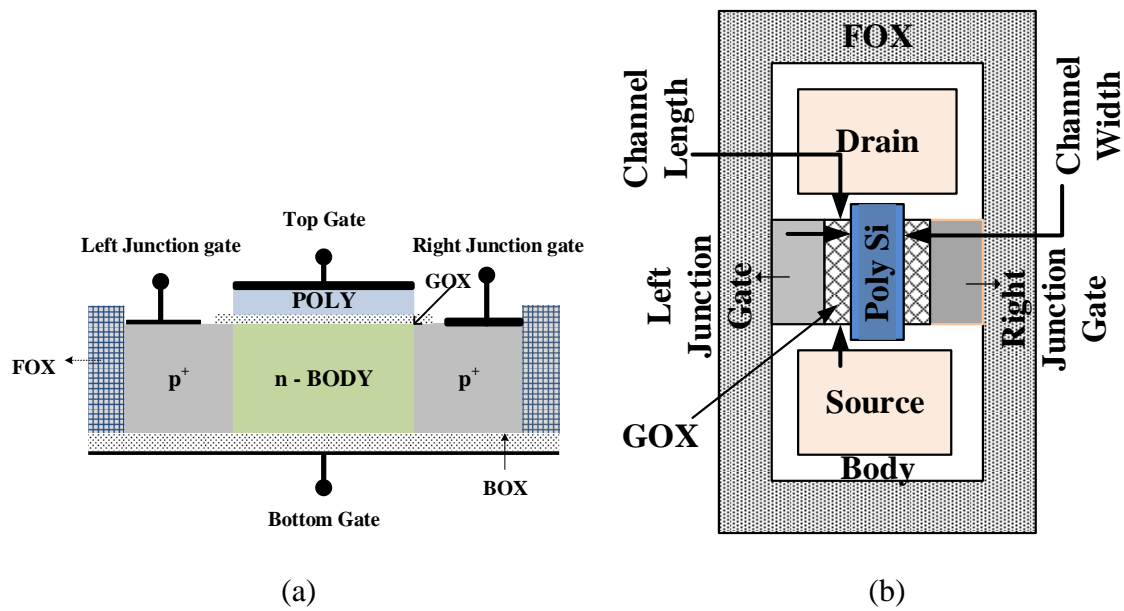 Top Gate
Left Junction gate
Right Junction gate
GOX
POLY
FOX
p+
n - BODY
p+
BOX
Bottom Gate
(a)
FOX
Channel
Length
Channel
Width
Drain
Poly Si
Left
Junction
Gate
Right
Junction
Gate
Source
GOX
Body
(b)